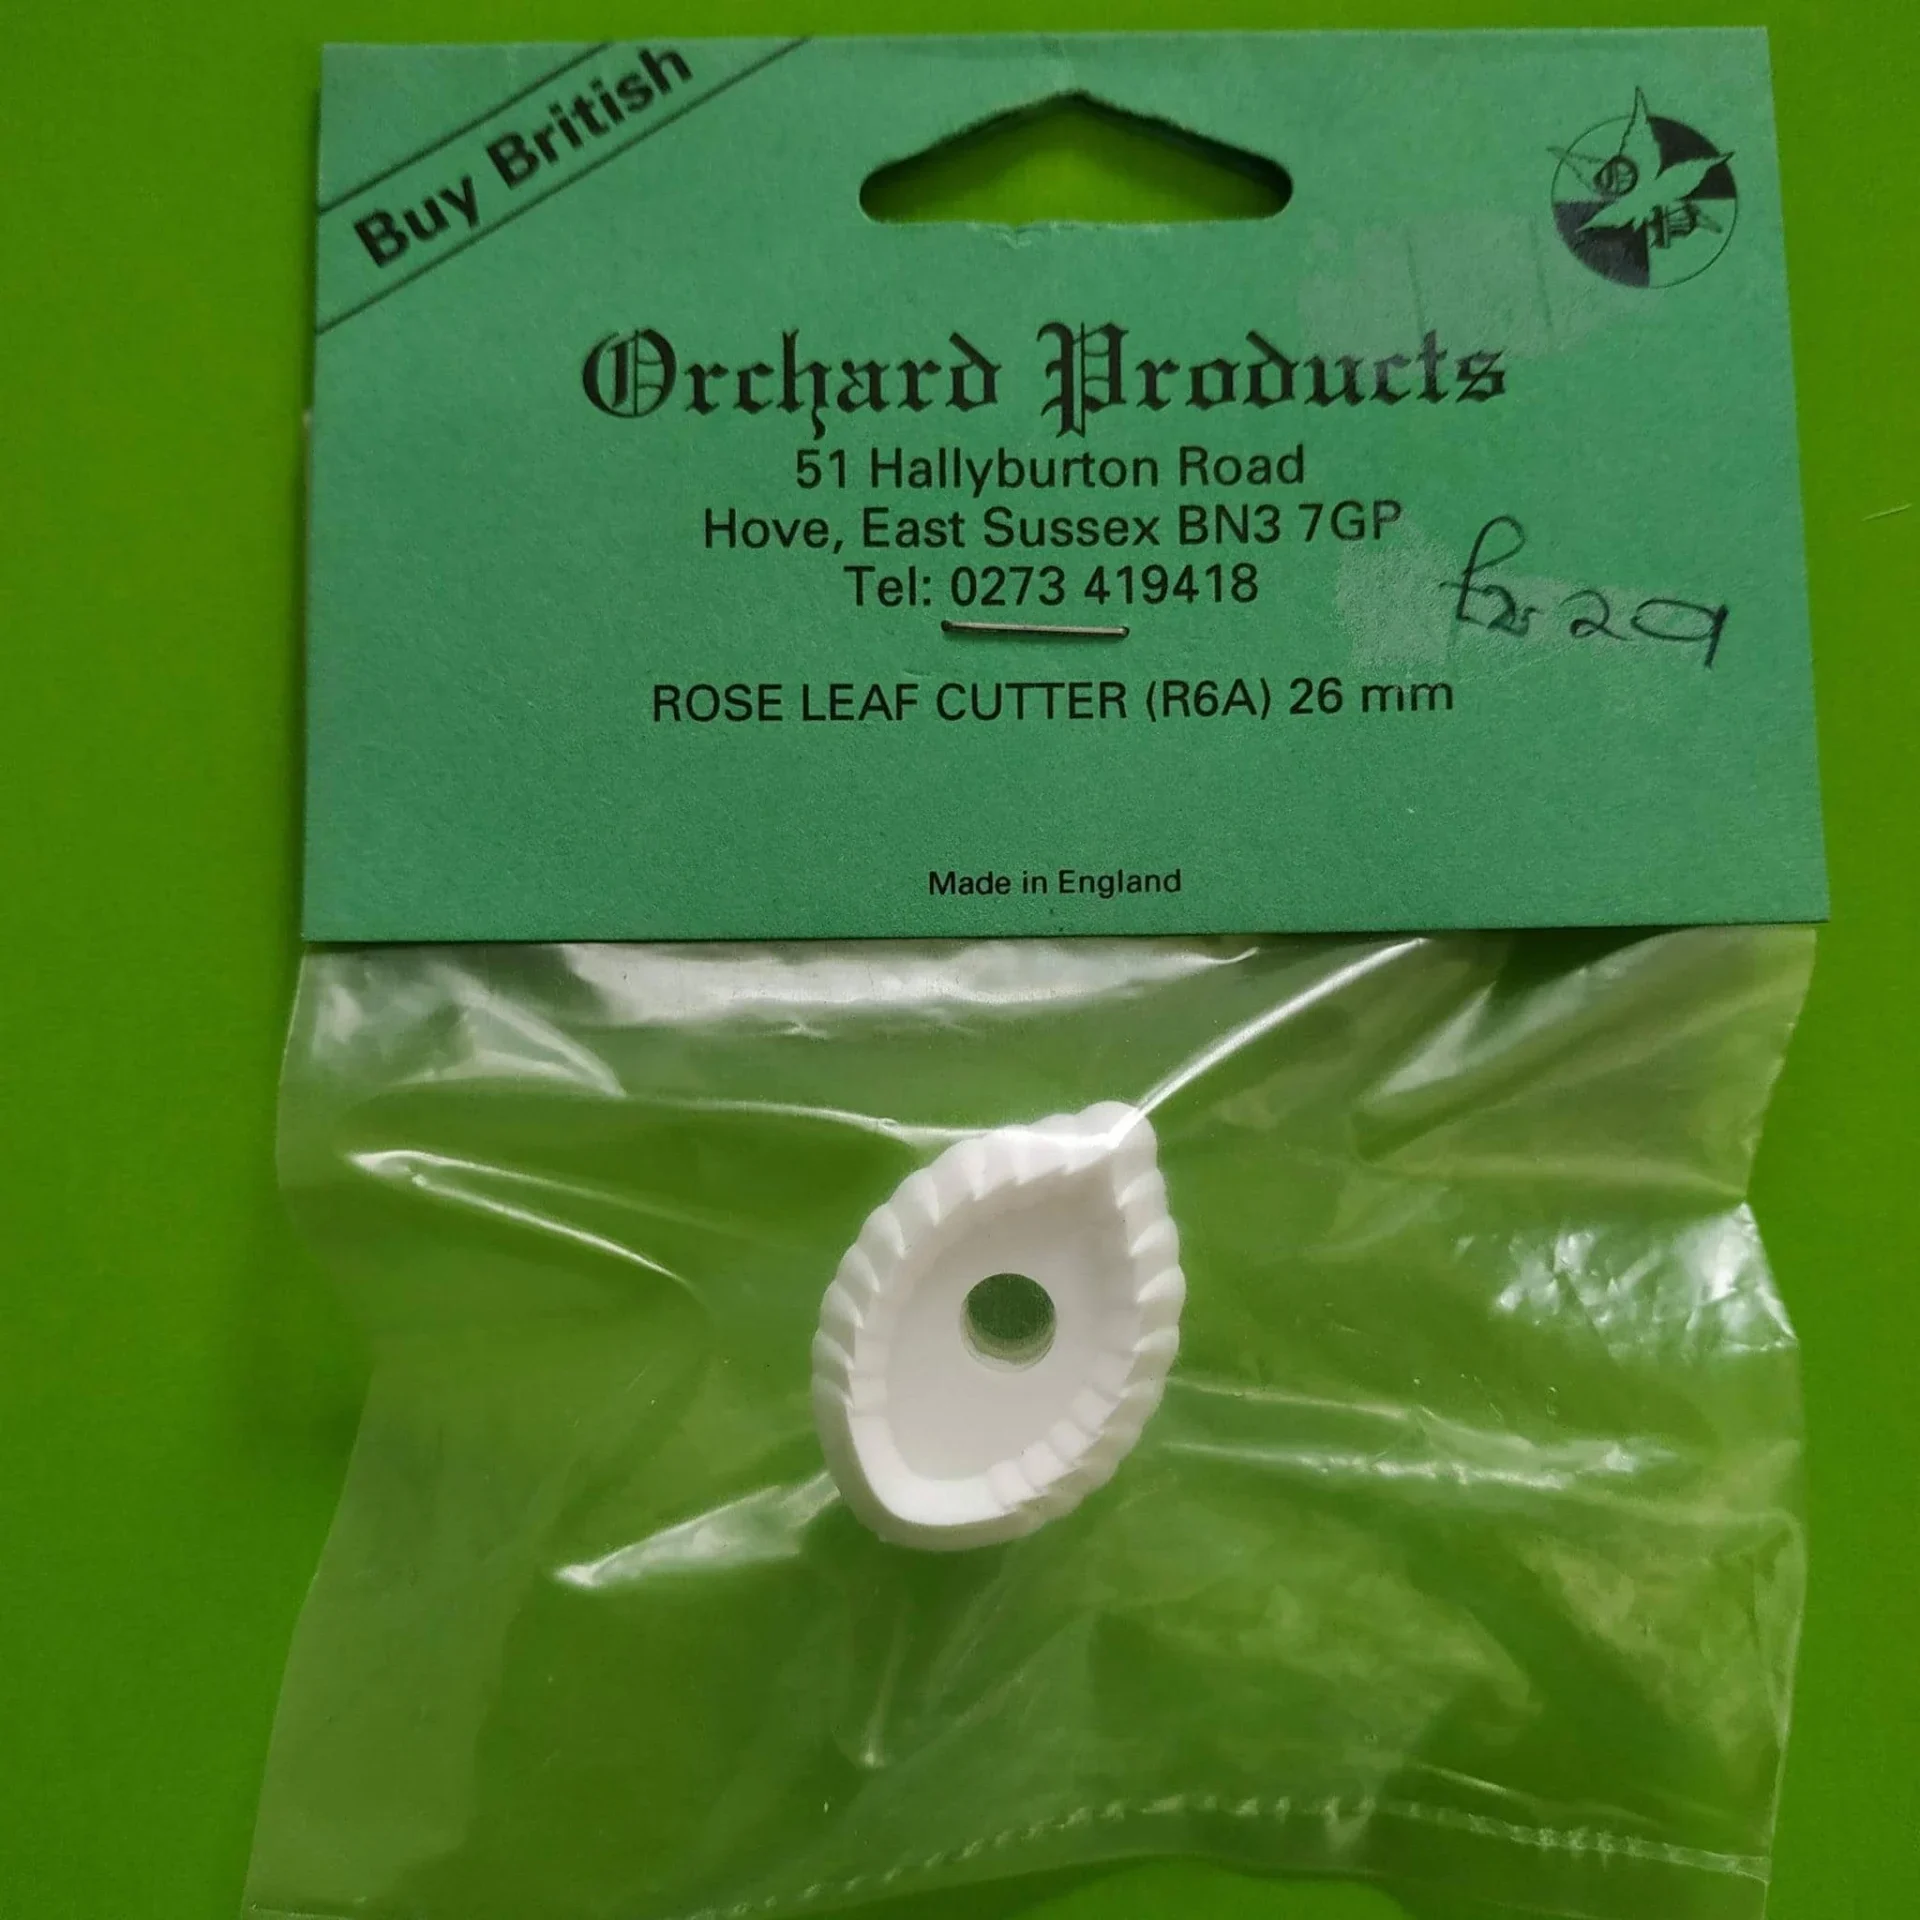 Buy British
O P
Orchard Products
51 Hallyburton Road
Hove, East Sussex BN3 7GP
Tel: 0273 419418
ROSE LEAF CUTTER (R6A) 26 mm
Made in England